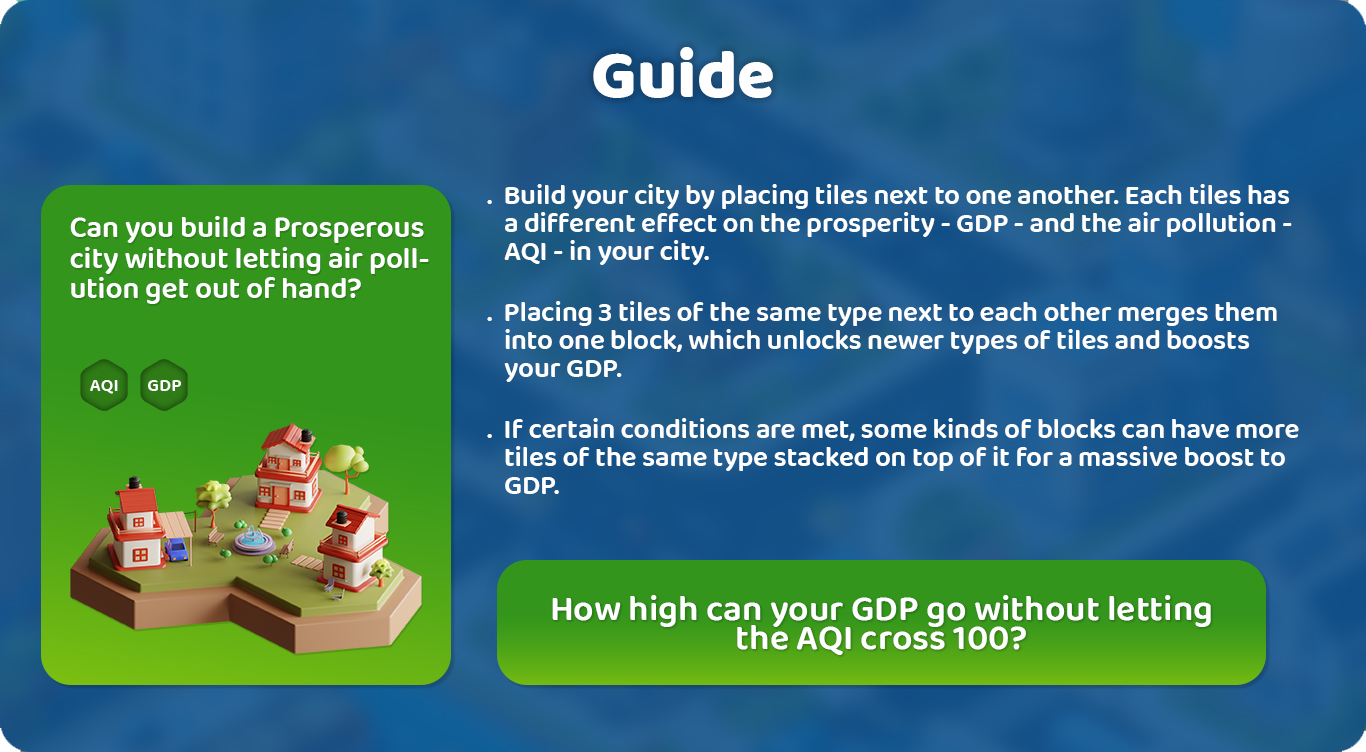 Guide
Can you build a Prosperous
city without letting air poll-
ution get out of hand?
AQI GDP
. Build your city by placing tiles next to one another. Each tiles has
a different effect on the prosperity - GDP - and the air pollution -
AQI - in your city.
. Placing 3 tiles of the same type next to each other merges them
into one block, which unlocks newer types of tiles and boosts
your GDP.
. If certain conditions are met, some kinds of blocks can have more
tiles of the same type stacked on top of it for a massive boost to
GDP.
How high can your GDP go without letting
the AQI cross 100?